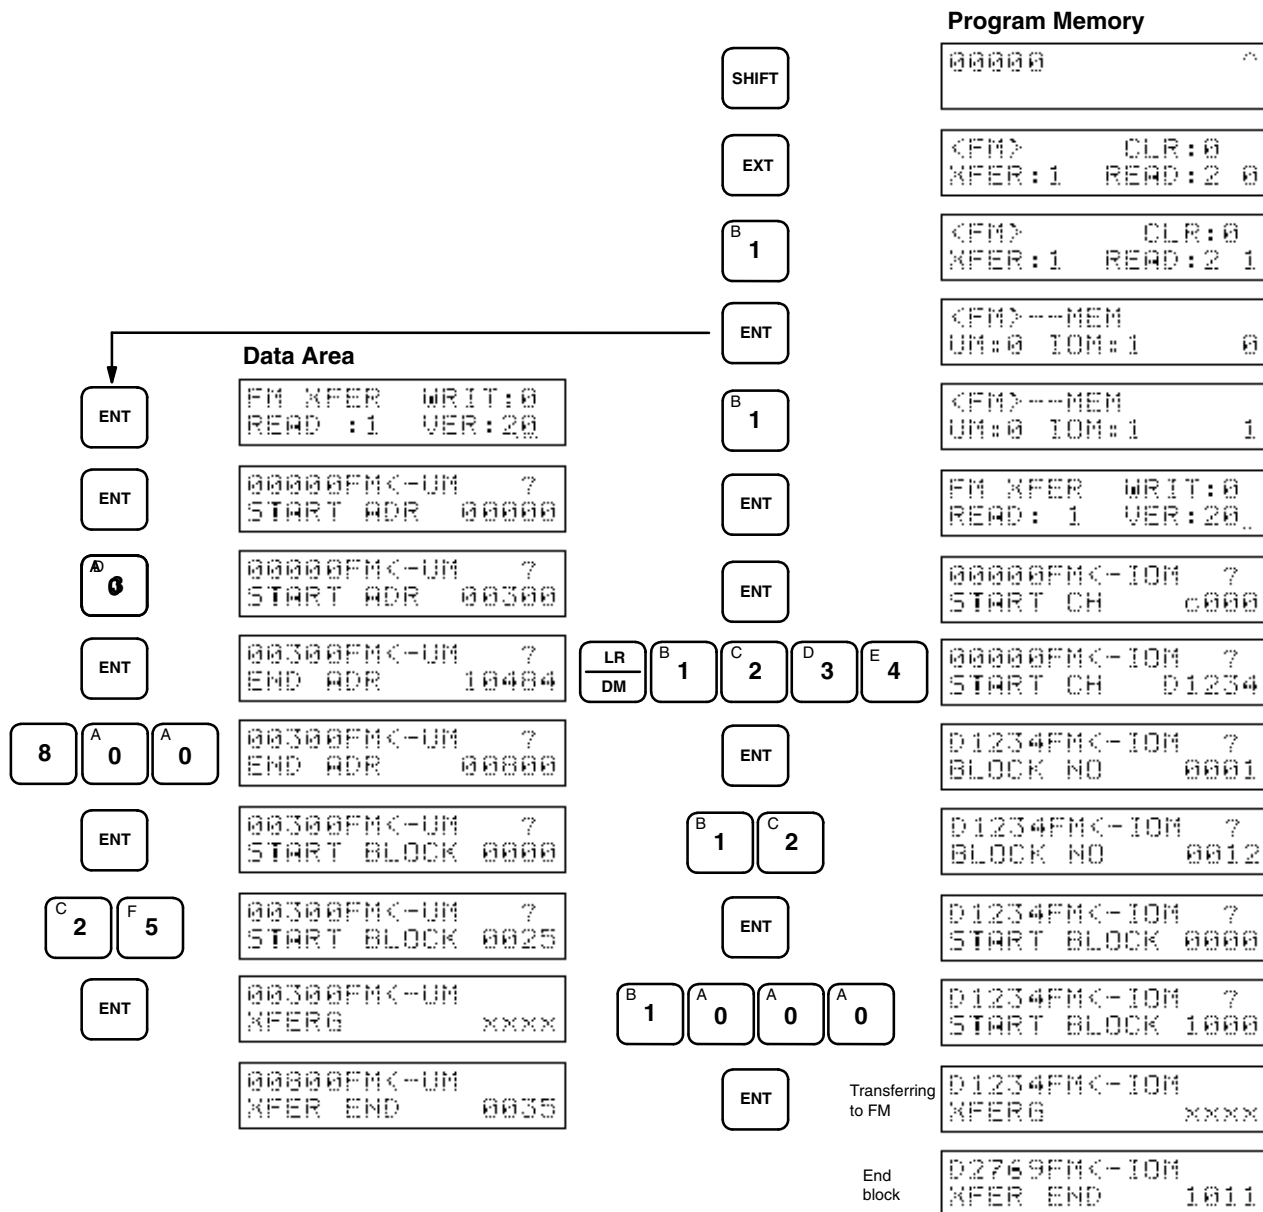 Program Memory
SHIFT
00000 ^
EXT
<FM> CLR:0
XFER:1 READ:2 0
B 1
<FM> CLR:0
XFER:1 READ:2 1
ENT
<FM>--MEM
UM:0 IOM:1 0
B 1
<FM>--MEM
UM:0 IOM:1 1
ENT
FM XFER WRIT:0
READ: 1 VER:20_
ENT
00000FM<-IOM ?
START CH c000
LR
DM
B 1
C 2
D 3
E 4
00000FM<-IOM ?
START CH D1234
ENT
D1234FM<-IOM ?
BLOCK NO 0001
B 1
C 2
D1234FM<-IOM ?
BLOCK NO 0012
ENT
D1234FM<-IOM ?
START BLOCK 0000
B 1
A 0
A 0
A 0
D1234FM<-IOM ?
START BLOCK 1000
ENT
Transferring
to FM
D1234FM<-IOM
XFERG xxxx
End
block
D2769FM<-IOM
XFER END 1011
Data Area
ENT
FM XFER WRIT:0
READ :1 VER:20
ENT
00000FM<-UM ?
START ADR 00000
00000FM<-UM ?
START ADR 00300
ENT
00300FM<-UM ?
END ADR 10484
8
A 0
A 0
00300FM<-UM ?
END ADR 00800
ENT
00300FM<-UM ?
START BLOCK 0000
C 2
F 5
00300FM<-UM ?
START BLOCK 0025
ENT
00300FM<-UM
XFERG xxxx
00800FM<-UM
XFER END 0035